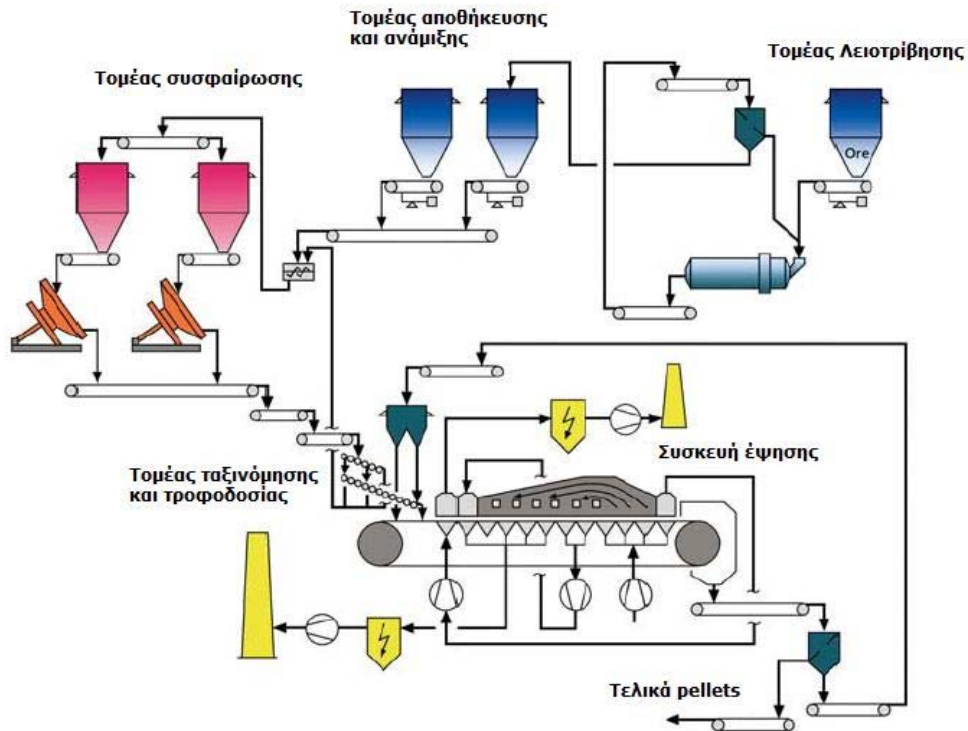 Τομέας αποθήκευσης
και ανάμιξης
Τομέας Λειοτρίβησης
Τομέας συσφαίρωσης
Ore
Συσκευή έψησης
Τομέας ταξινόμησης
και τροφοδοσίας
Τελικά pellets